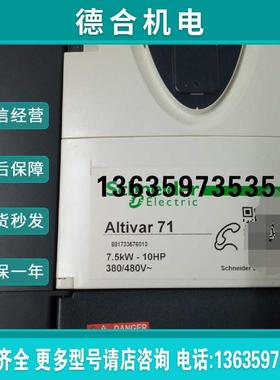 德合机电
信经营
后保障
货秒发
保一年
13635973535
Schneider
Electric
Altivar 71
7.5kW - 10HP
380/480V~
Schneider
DANGER
齐全 更多型号请店咨询 电话:136359